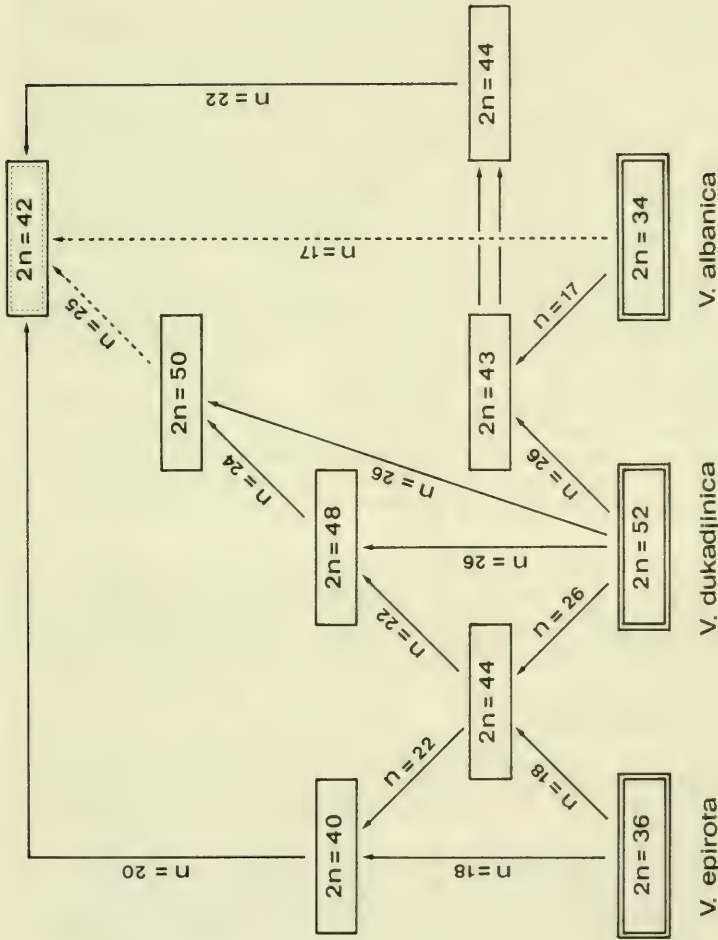 2n = 42
n = 22
n = 17
n = 25
n = 20
2n = 50
2n = 44
2n = 43
n = 24
n = 26
2n = 48
n = 26
n = 26
n = 17
n = 22
2n = 44
n = 26
n = 22
2n = 40
n = 18
n = 18
2n = 36
2n = 52
2n = 34
V. epirota
V. dukadjinica
V. albanica